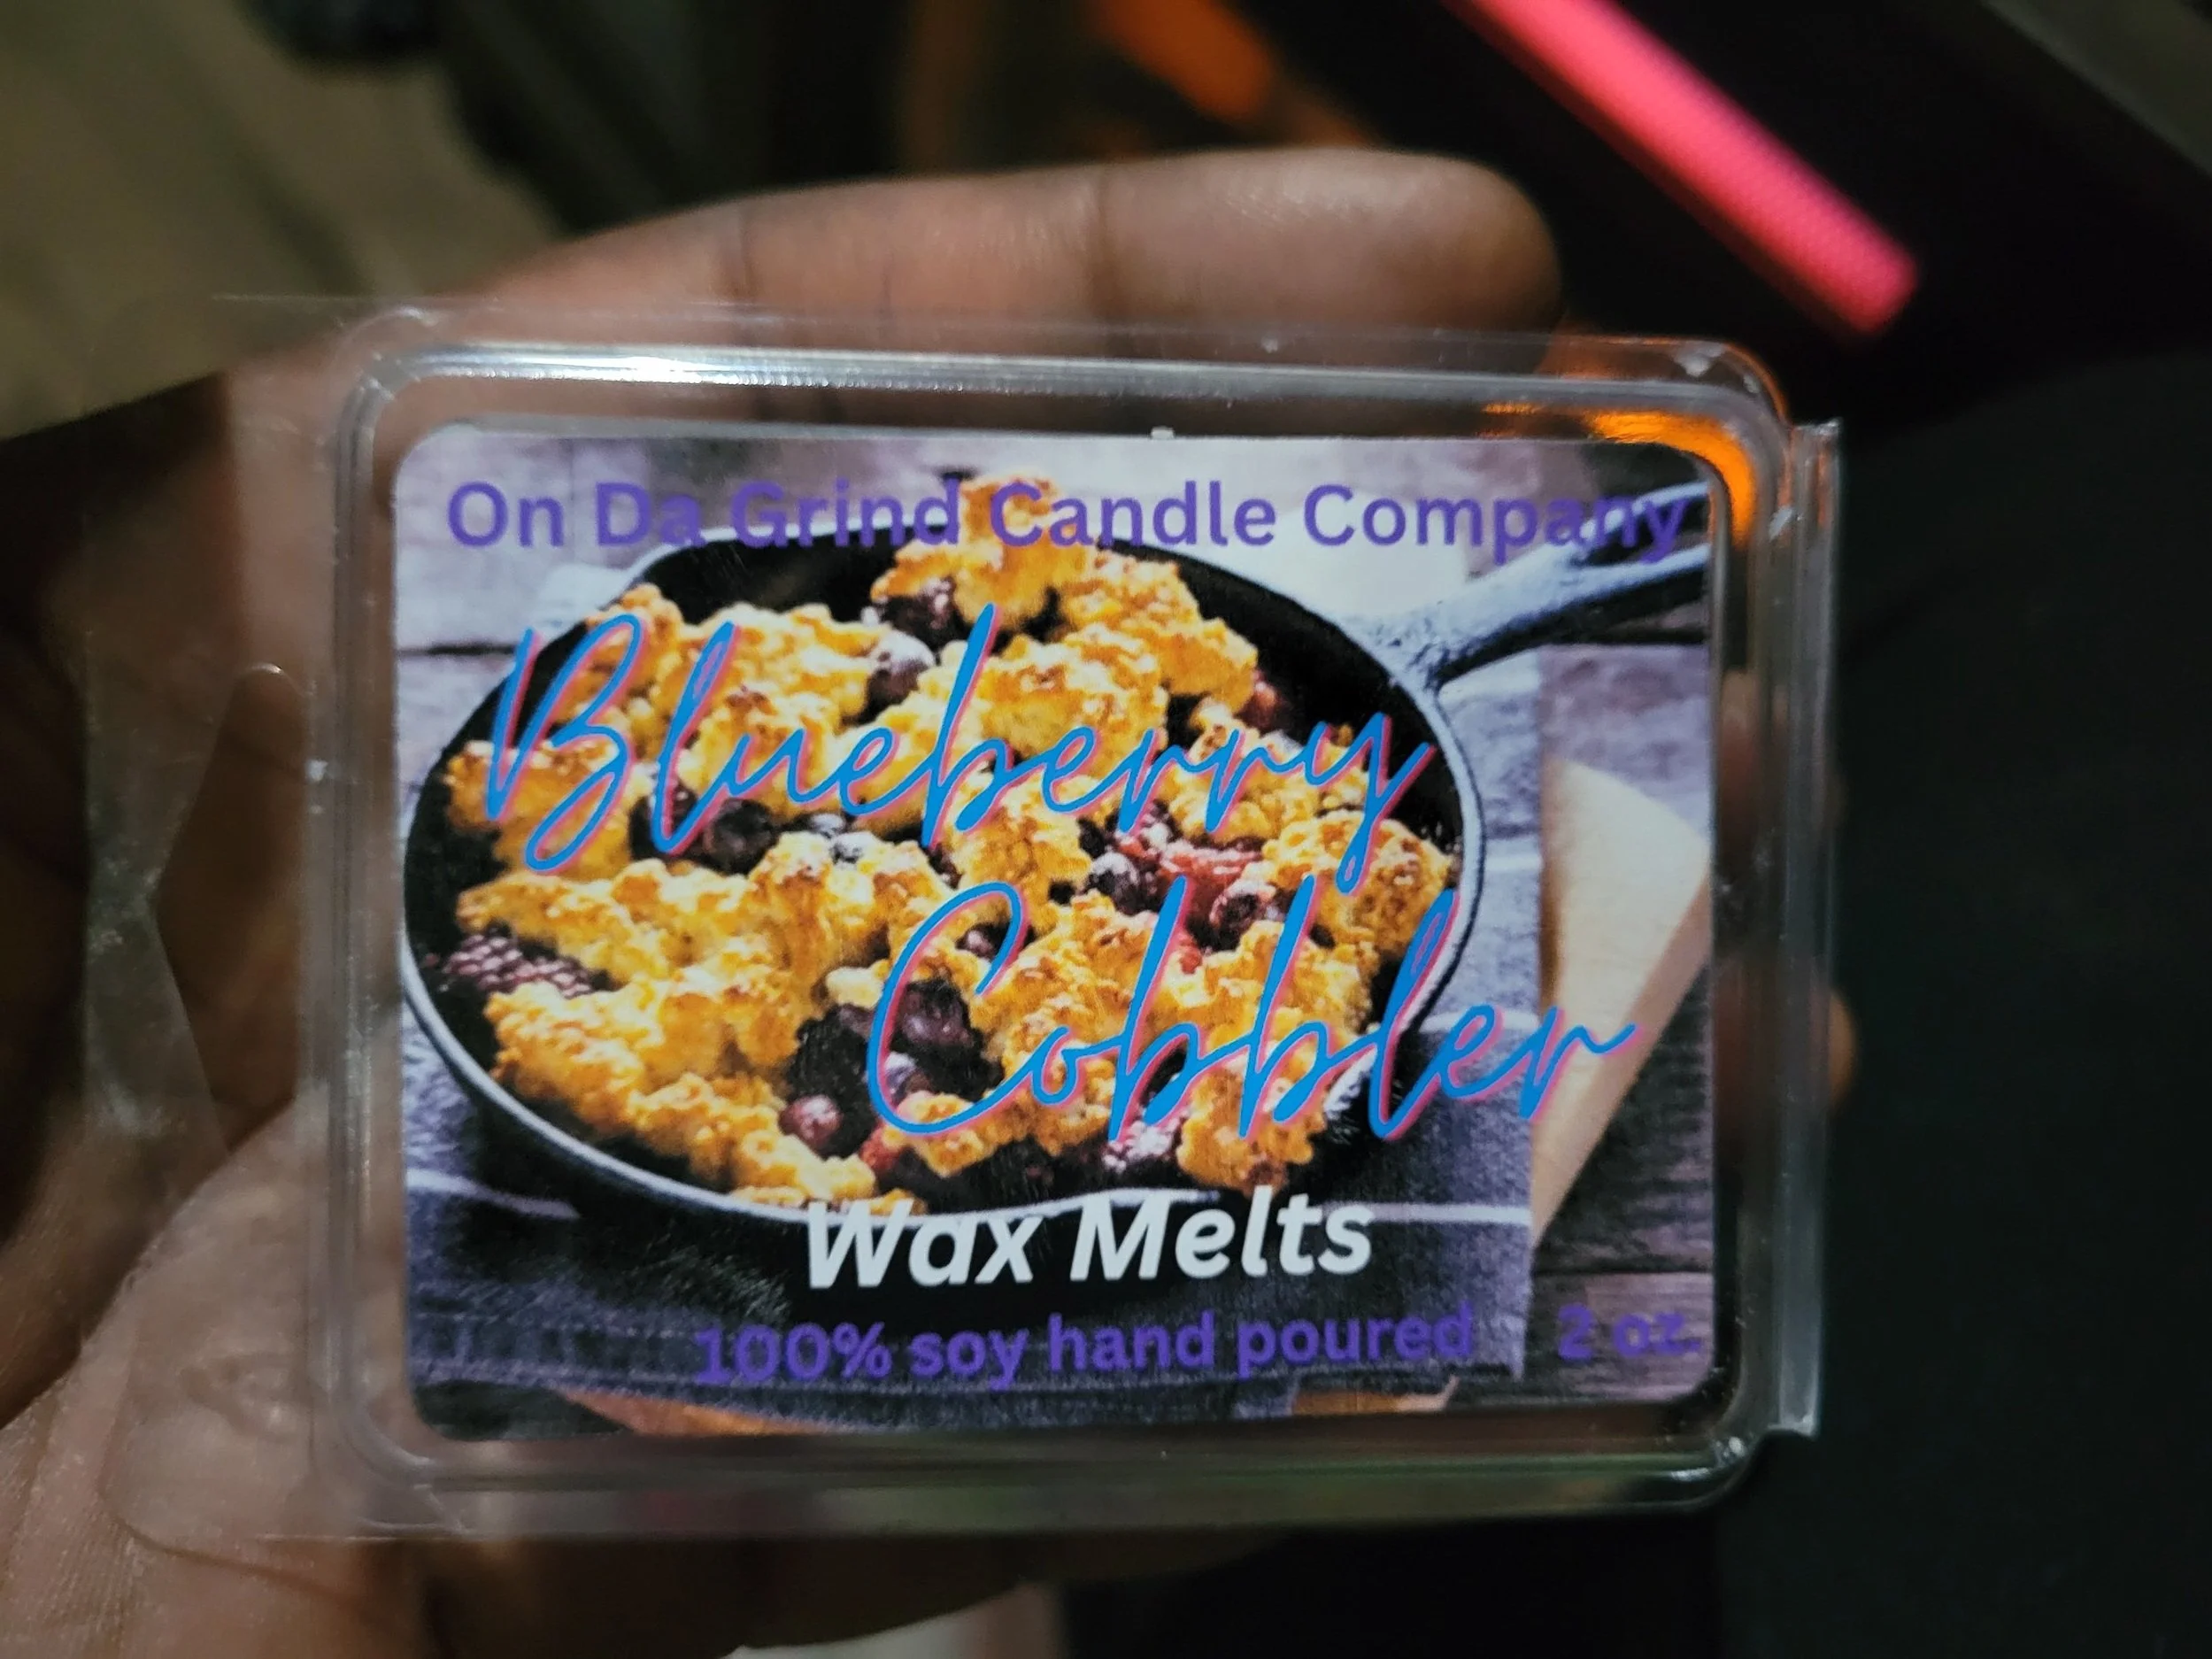 On Da Grind Candle Company
Blueberry
Cobbler
Wax Melts
100% soy hand poured 2 oz.